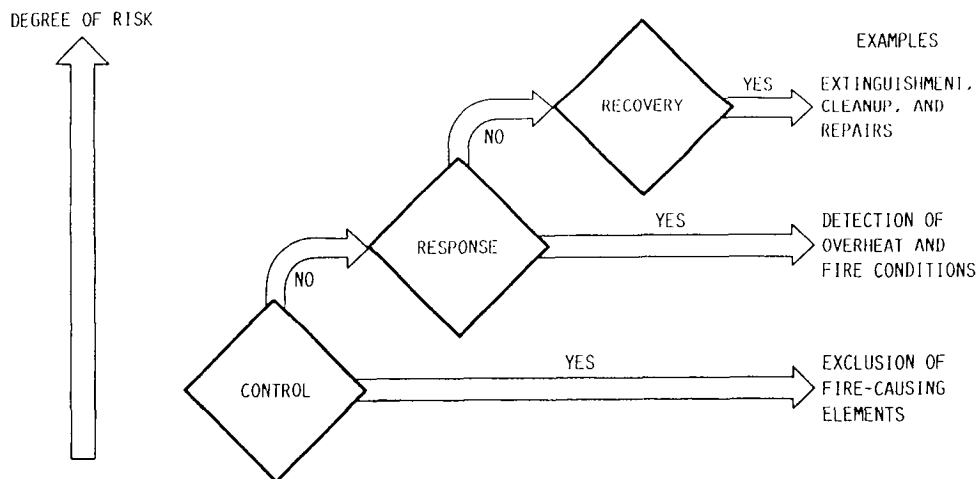 DEGREE OF RISK
EXAMPLES
RECOVERY
YES
EXTINGUISHMENT,
CLEANUP, AND
REPAIRS
NO
RESPONSE
YES
DETECTION OF
OVERHEAT AND
FIRE CONDITIONS
NO
CONTROL
YES
EXCLUSION OF
FIRE-CAUSING
ELEMENTS